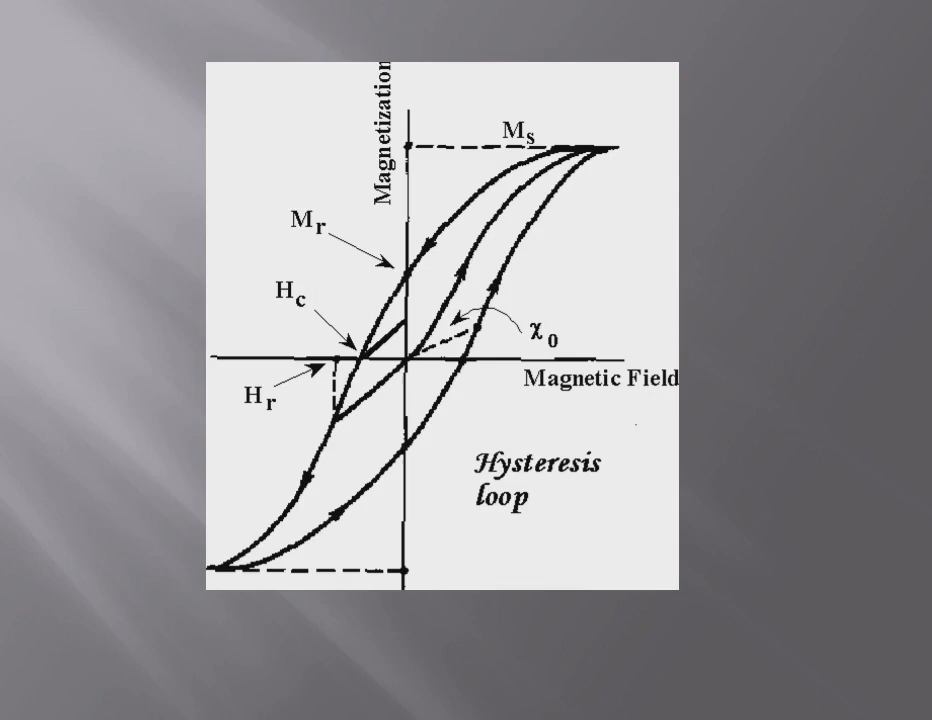 Magnetization
Ms
Mr
Hc
χ0
Magnetic Field
Hr
Hysteresis
loop